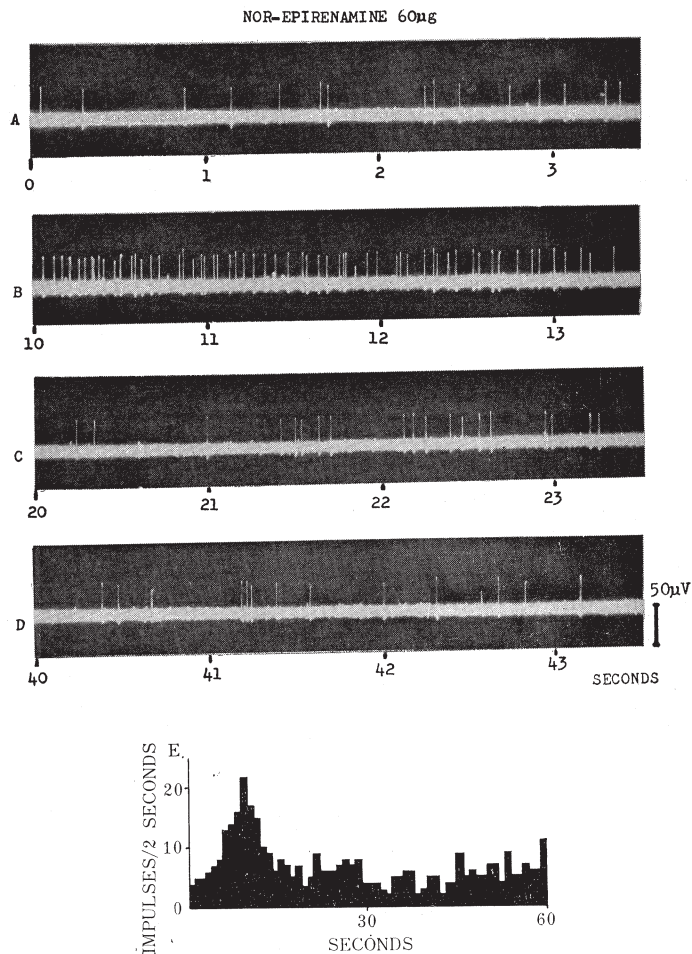 NOR-EPIRENAMINE 60µg
A
0 1 2 3
B
10 11 12 13
C
20 21 22 23
D
50µV
40 41 42 43
SECONDS
E.
IMPULSES/2 SECONDS
20
10
0
30 60
SECONDS